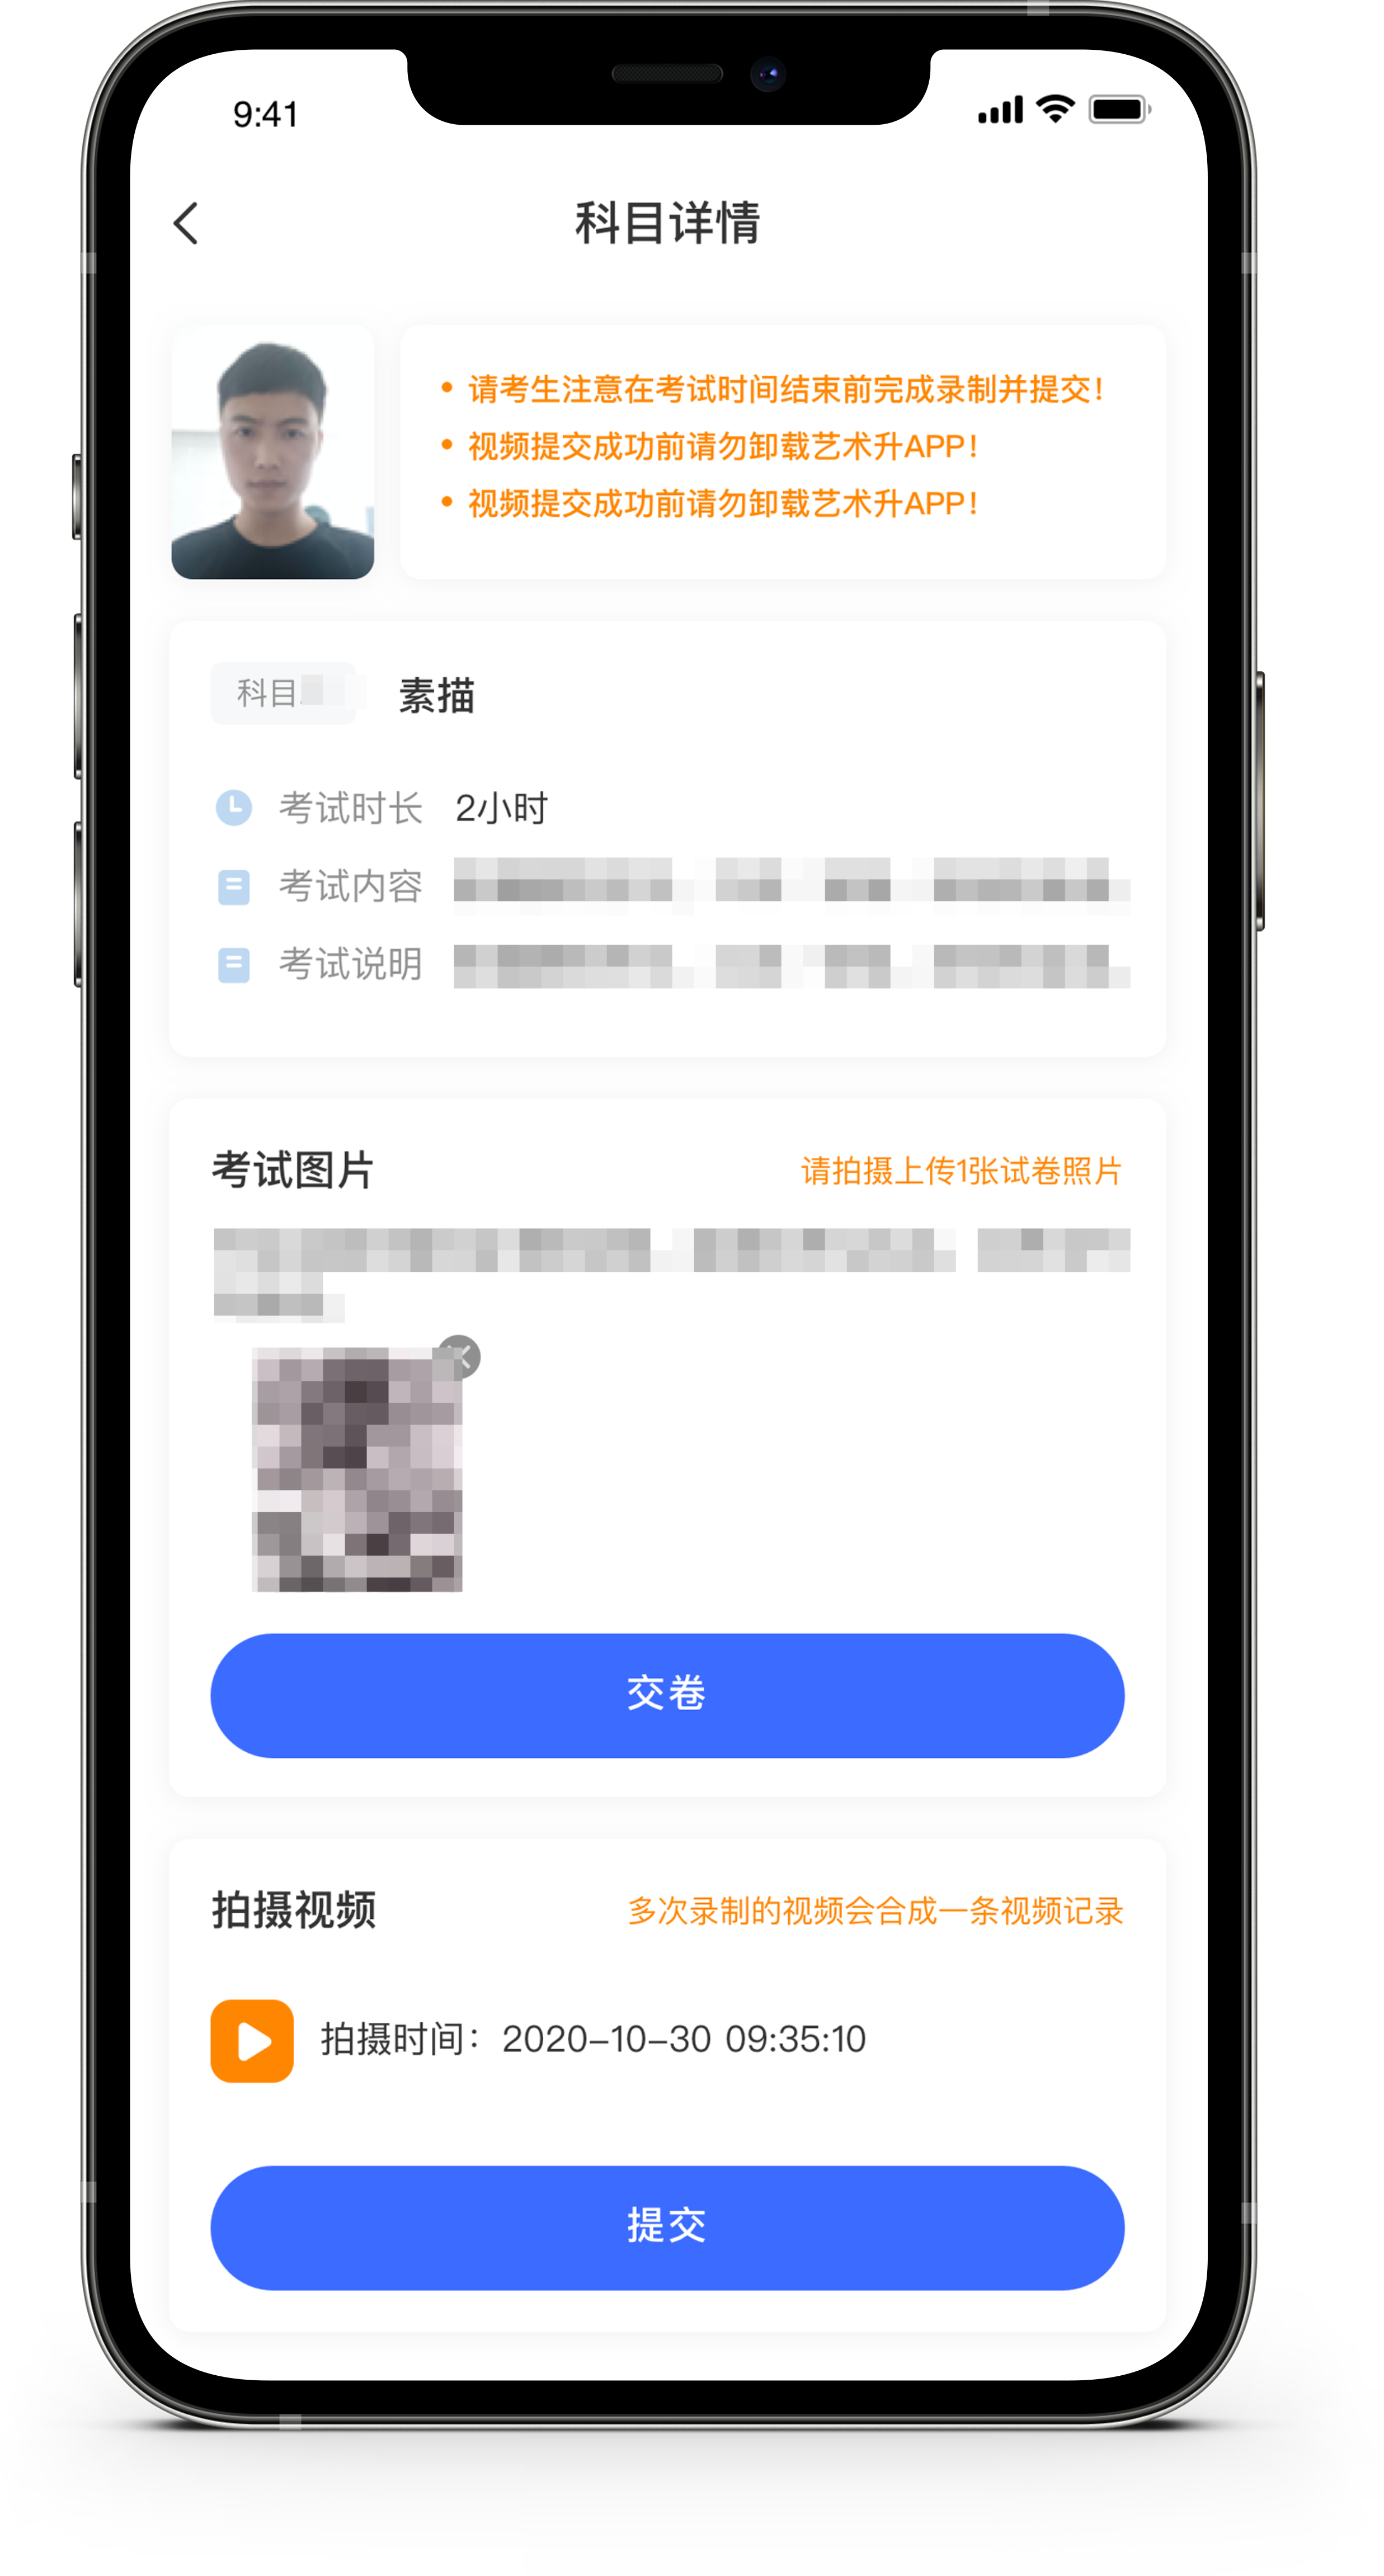 9:41
科目详情
请考生注意在考试时间结束前完成录制并提交！
视频提交成功前请勿卸载艺术升APP！
视频提交成功前请勿卸载艺术升APP！
科目
素描
考试时长 2小时
考试内容
考试说明
考试图片
请拍摄上传1张试卷照片
交卷
拍摄视频
多次录制的视频会合成一条视频记录
拍摄时间：2020-10-30 09:35:10
提交